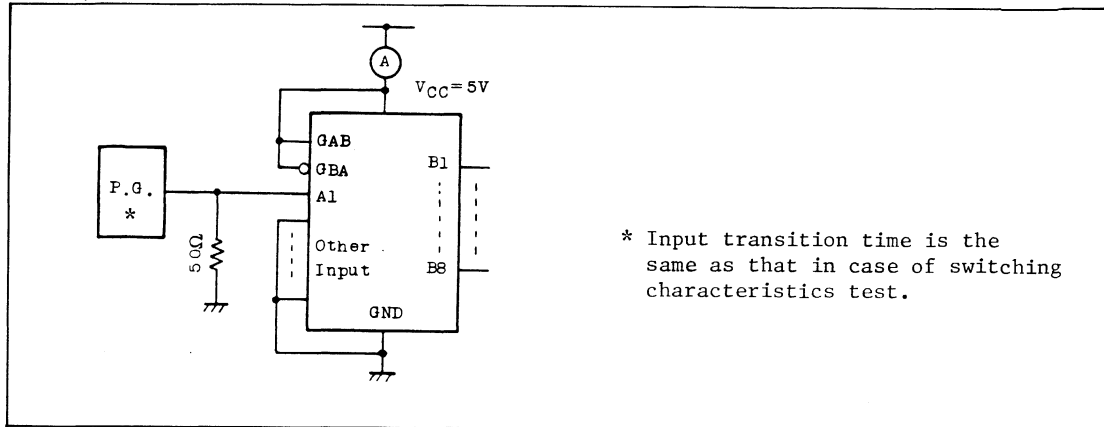 A
VCC=5V
GAB
GBA
A1
P.G.
*
50Ω
Other
Input
GND
B1
B8
* Input transition time is the
same as that in case of switching
characteristics test.